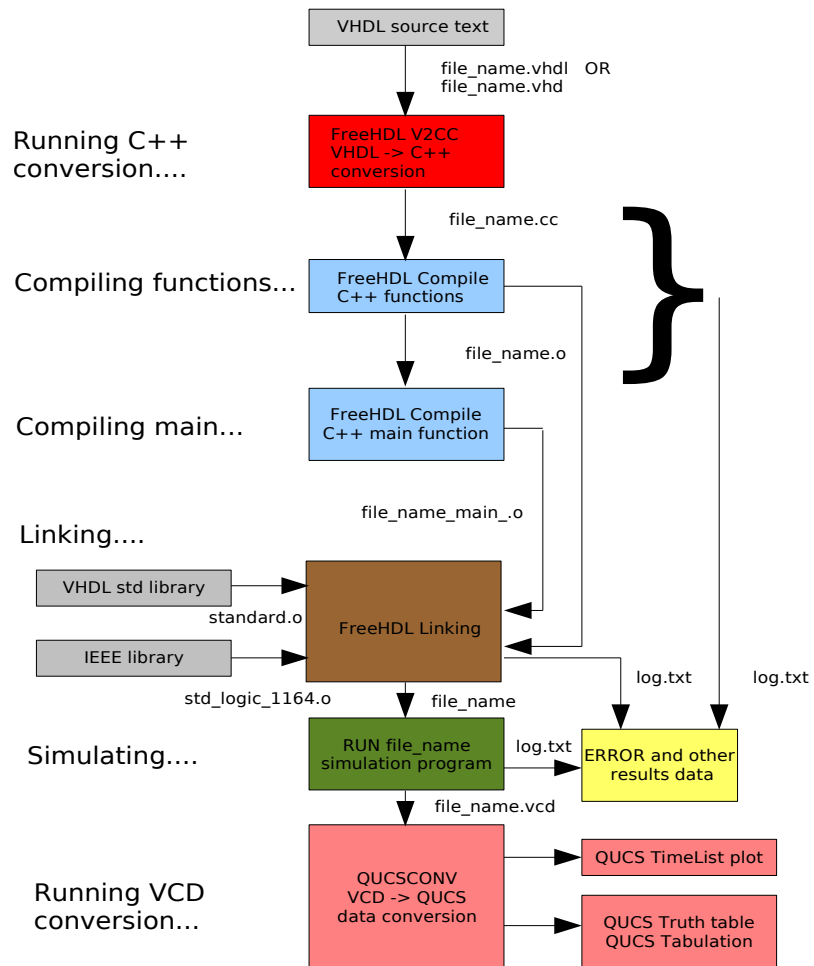 VHDL source text
file_name.vhdl   OR
file_name.vhd
Running C++
conversion....
FreeHDL V2CC
VHDL -> C++
conversion
file_name.cc
}
Compiling functions...
FreeHDL Compile
C++ functions
file_name.o
Compiling main...
FreeHDL Compile
C++ main function
file_name_main_.o
Linking....
VHDL std library
standard.o
FreeHDL Linking
IEEE library
std_logic_1164.o
file_name
log.txt
log.txt
Simulating....
RUN file_name
simulation program
log.txt
ERROR and other
results data
file_name.vcd
Running VCD
conversion...
QUCSCONV
VCD -> QUCS
data conversion
QUCS TimeList plot
QUCS Truth table
QUCS Tabulation